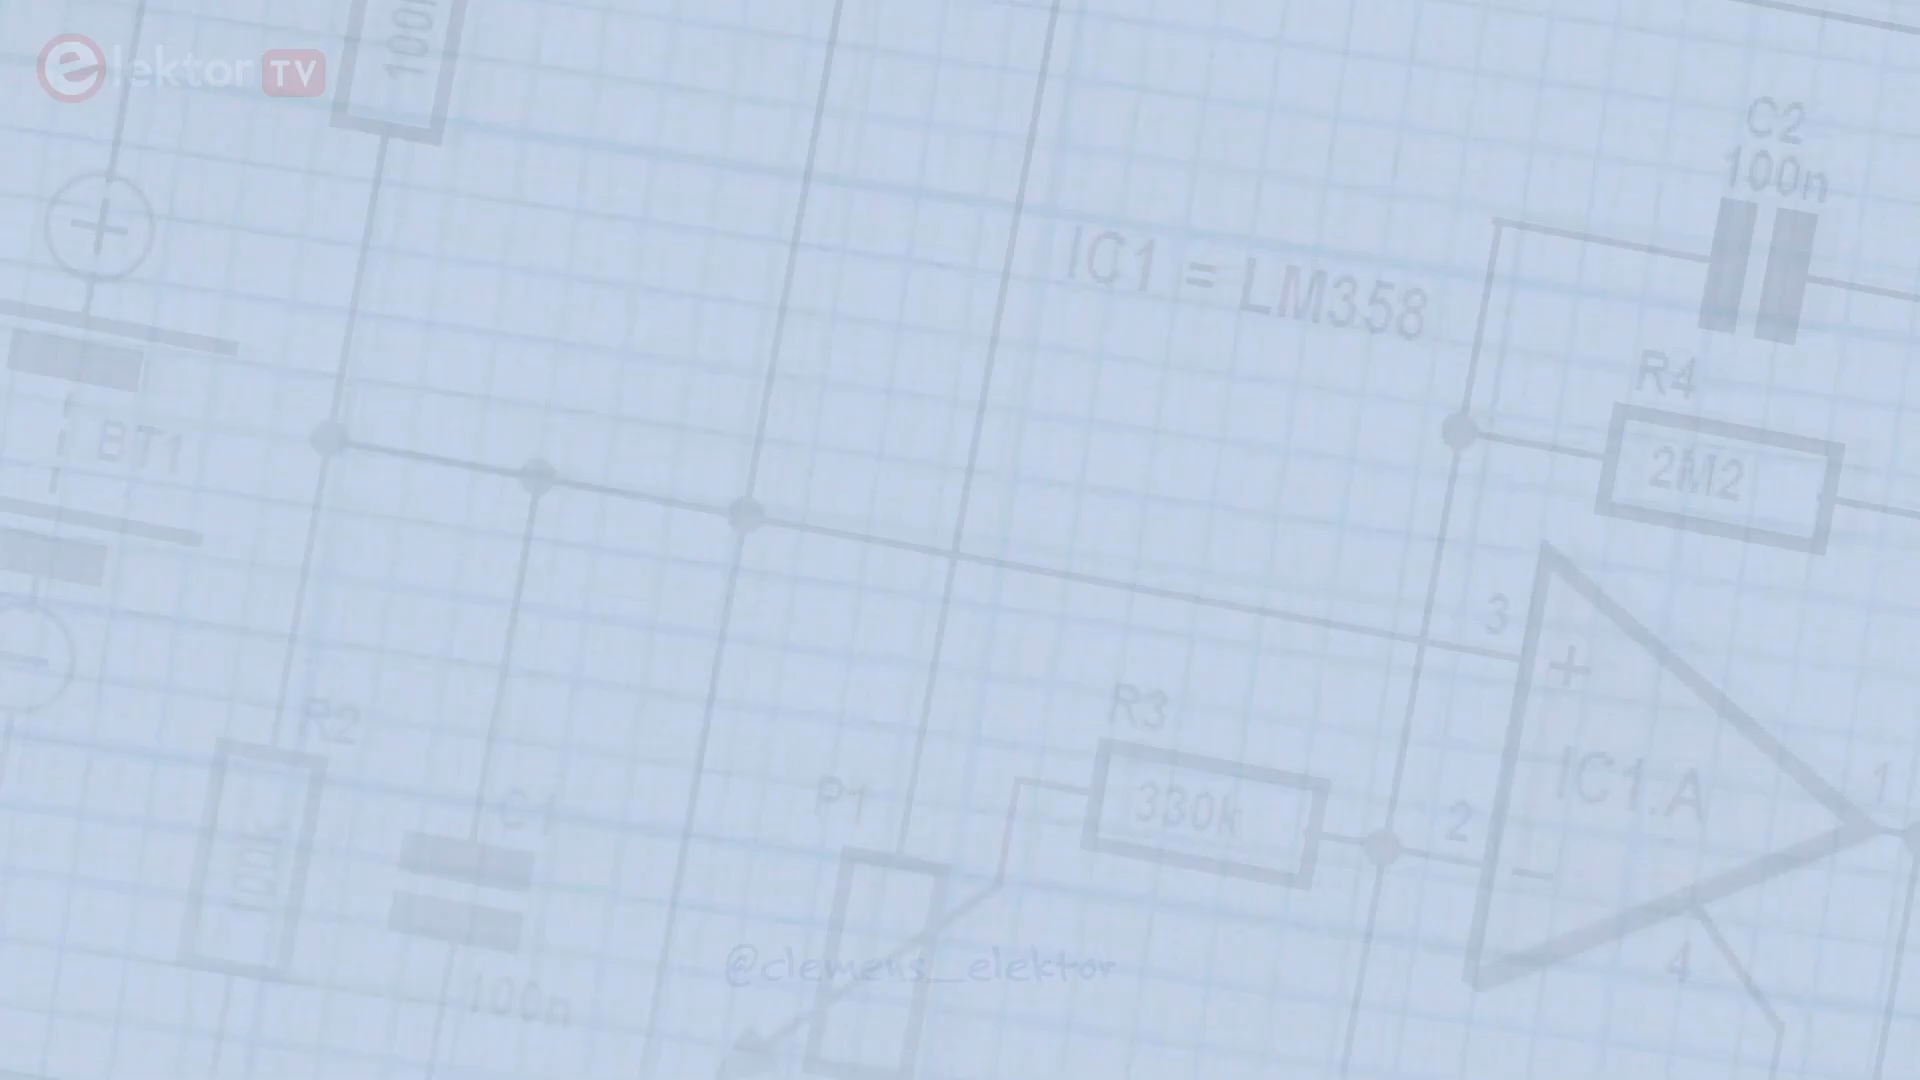 elektor TV
100k
C2
100n
IC1 = LM358
R4
2M2
BT1
3
+
R3
330k
R2
100k
C1
100n
P1
2
IC1.A
1
4
@clemens_elektor